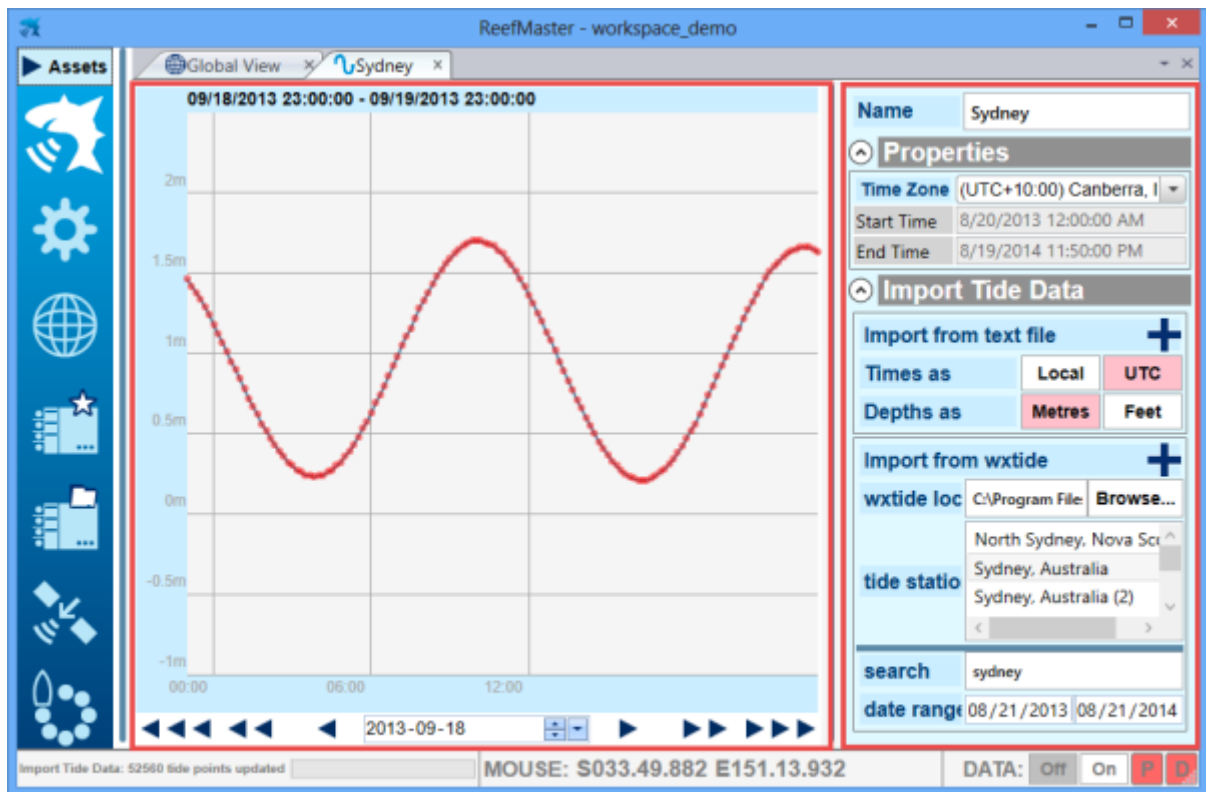 ReefMaster - workspace_demo
Assets
Global View
Sydney
09/18/2013 23:00:00 - 09/19/2013 23:00:00
2m
1.5m
1m
0.5m
0m
-0.5m
-1m
00:00 06:00 12:00
2013-09-18
Name Sydney
Properties
Time Zone (UTC+10:00) Canberra,
Start Time 8/20/2013 12:00:00 AM
End Time 8/19/2014 11:50:00 PM
Import Tide Data
Import from text file
Times as Local UTC
Depths as Metres Feet
Import from wxtide
wxtide loc C:\Program File Browse...
North Sydney, Nova
Sydney, Australia
tide statio
Sydney, Australia (2)
search sydney
date range 08/21/2013 08/21/2014
Import Tide Data: 52560 tide points updated
MOUSE: S033.49.882 E151.13.932
DATA: Off On P D